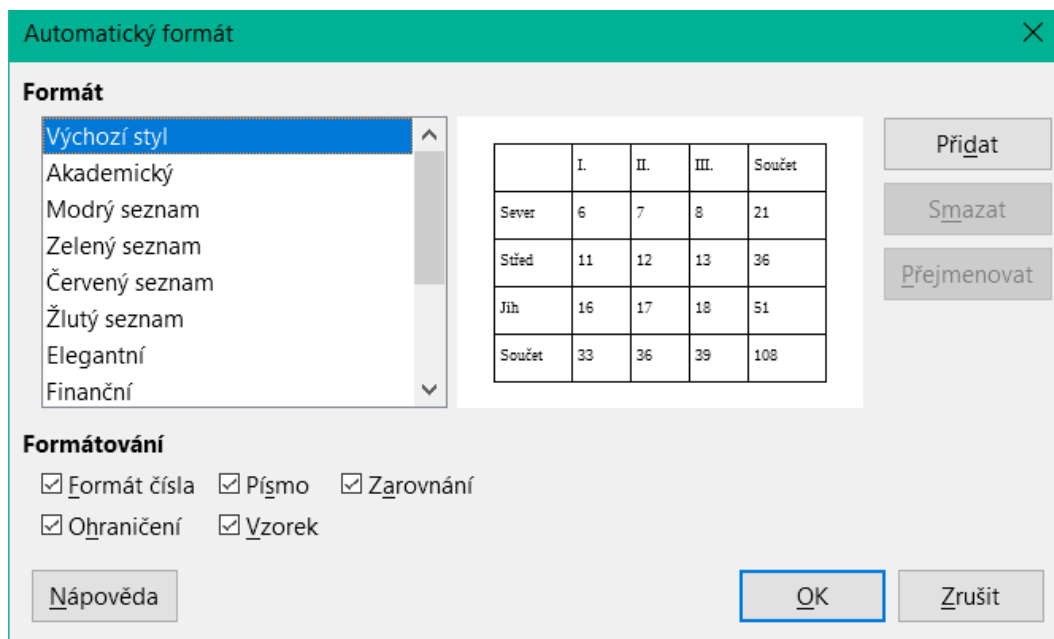 Automatický formát
Formát
Výchozí styl
Akademický
Modrý seznam
Zelený seznam
Červený seznam
Žlutý seznam
Elegantní
Finanční
I. II. III. Součet
Sever 6 7 8 21
Střed 11 12 13 36
Jih 16 17 18 51
Součet 33 36 39 108
Přidat
Smazat
Přejmenovat
Formátování
Formát čísla Písmo Zarovnání
Ohraničení Vzorek
Nápověda OK Zrušit